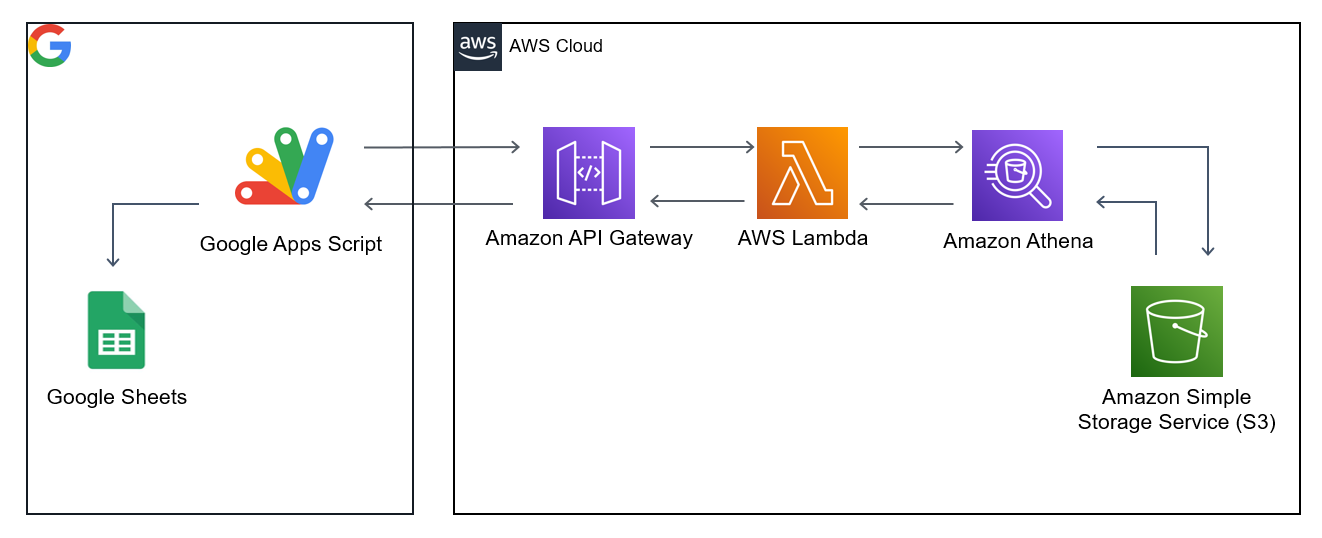 aws
AWS Cloud
Google Apps Script
Amazon API Gateway
AWS Lambda
Amazon Athena
Google Sheets
Amazon Simple
Storage Service (S3)